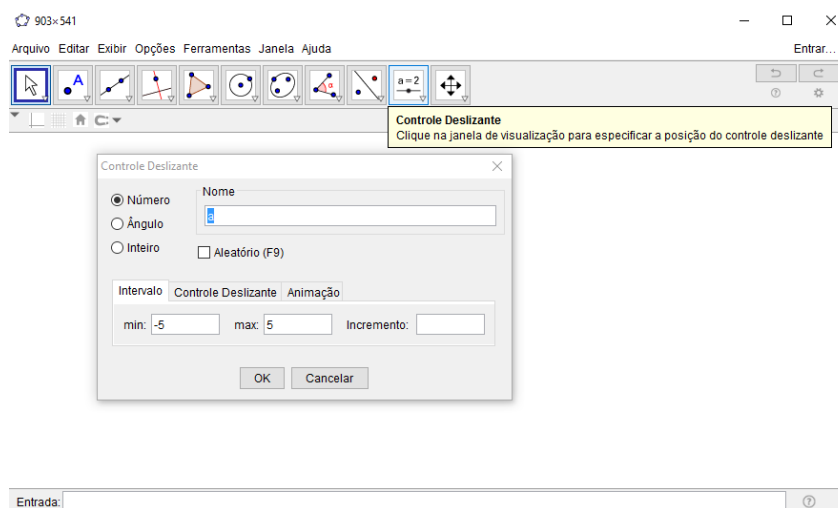 903×541
Arquivo Editar Exibir Opções Ferramentas Janela Ajuda Entrar...
A α a=2
Controle Deslizante
Clique na janela de visualização para especificar a posição do controle deslizante
Controle Deslizante
Número
Ângulo
Inteiro
Nome
a
Aleatório (F9)
Intervalo Controle Deslizante Animação
min: -5 max: 5 Incremento:
OK Cancelar
Entrada: